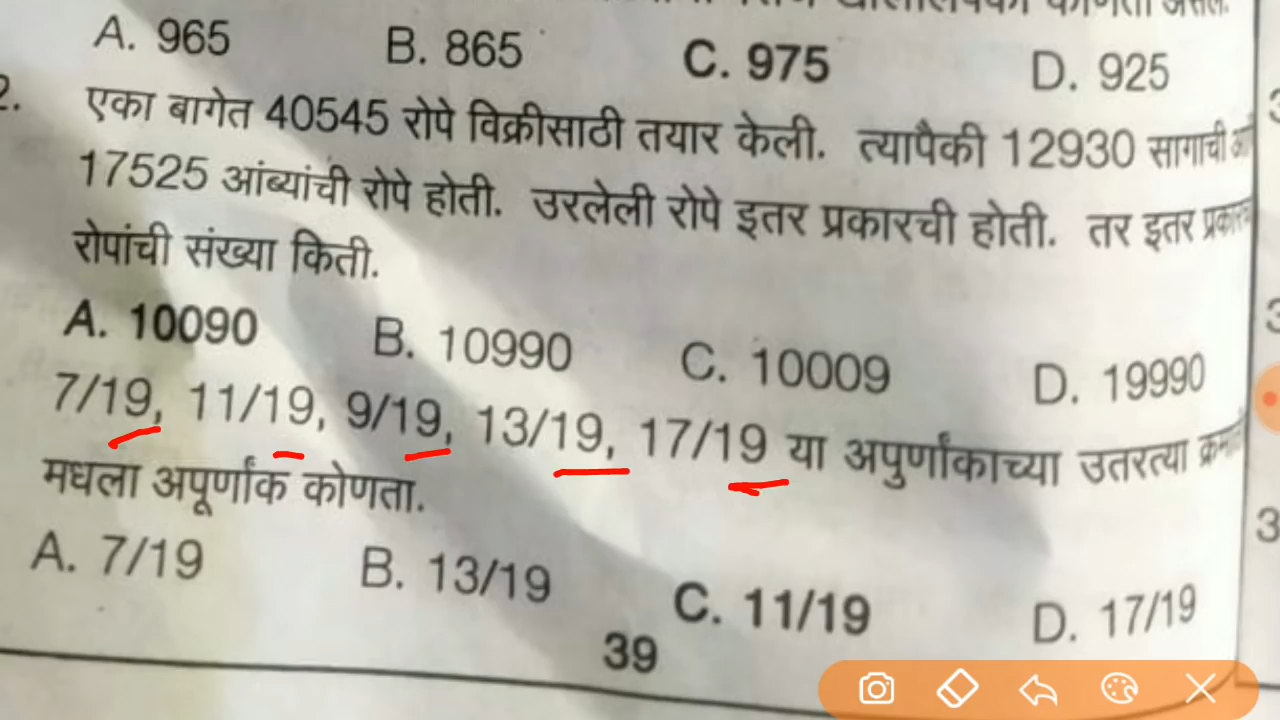 A. 965 B. 865 C. 975 D. 925
2. एका बागेत 40545 रोपे विक्रीसाठी तयार केली. त्यापैकी 12930 सागाची
17525 आंब्यांची रोपे होती. उरलेली रोपे इतर प्रकारची होती. तर इतर
रोपांची संख्या किती.
A. 10090 B. 10990 C. 10009 D. 19990
7/19, 11/19, 9/19, 13/19, 17/19 या अपुर्णांकाच्या उतरत्या
मधला अपूर्णांक कोणता.
A. 7/19 B. 13/19 C. 11/19 D. 17/19
39